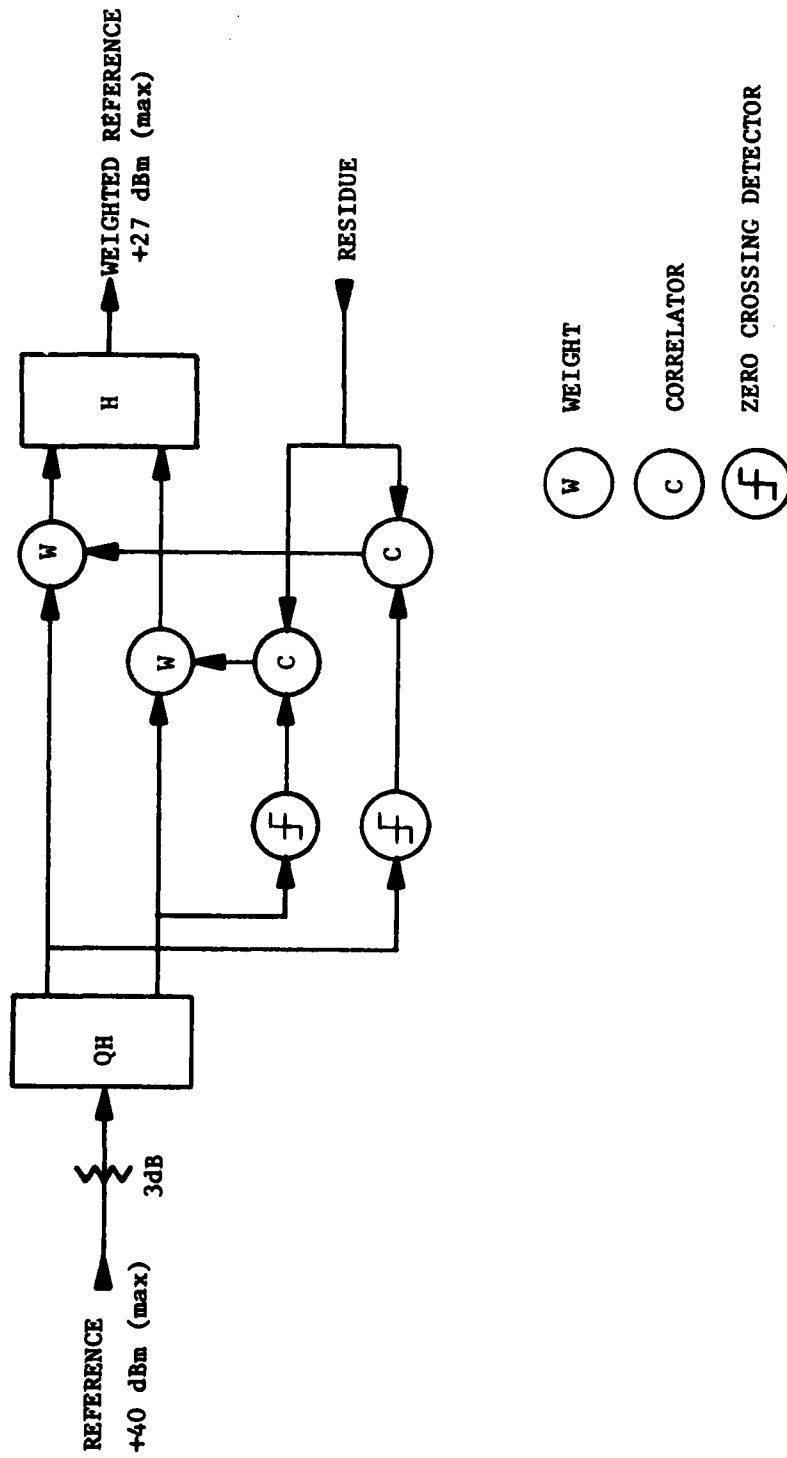 REFERENCE
+40 dBm (max)
3dB
QH
W
W
C
C
H
WEIGHTED REFERENCE
+27 dBm (max)
RESIDUE
W WEIGHT
C CORRELATOR
ZERO CROSSING DETECTOR